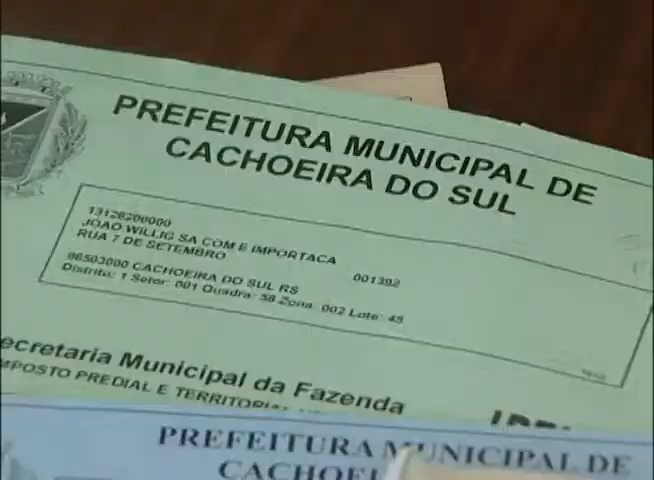 PREFEITURA MUNICIPAL DE
CACHOEIRA DO SUL
13128200000
JOAO WILLIG SA COM E IMPORTACA 001392
RUA 7 DE SETEMBRO
96503000 CACHOEIRA DO SUL RS
Distrito: 1 Setor: 001 Quadra: 58 Zona: 002 Lote: 45
ecretaria Municipal da Fazenda
MPOSTO PREDIAL E TERRITORIAL
PREFEITURA MUNICIPAL DE
CACHOEI